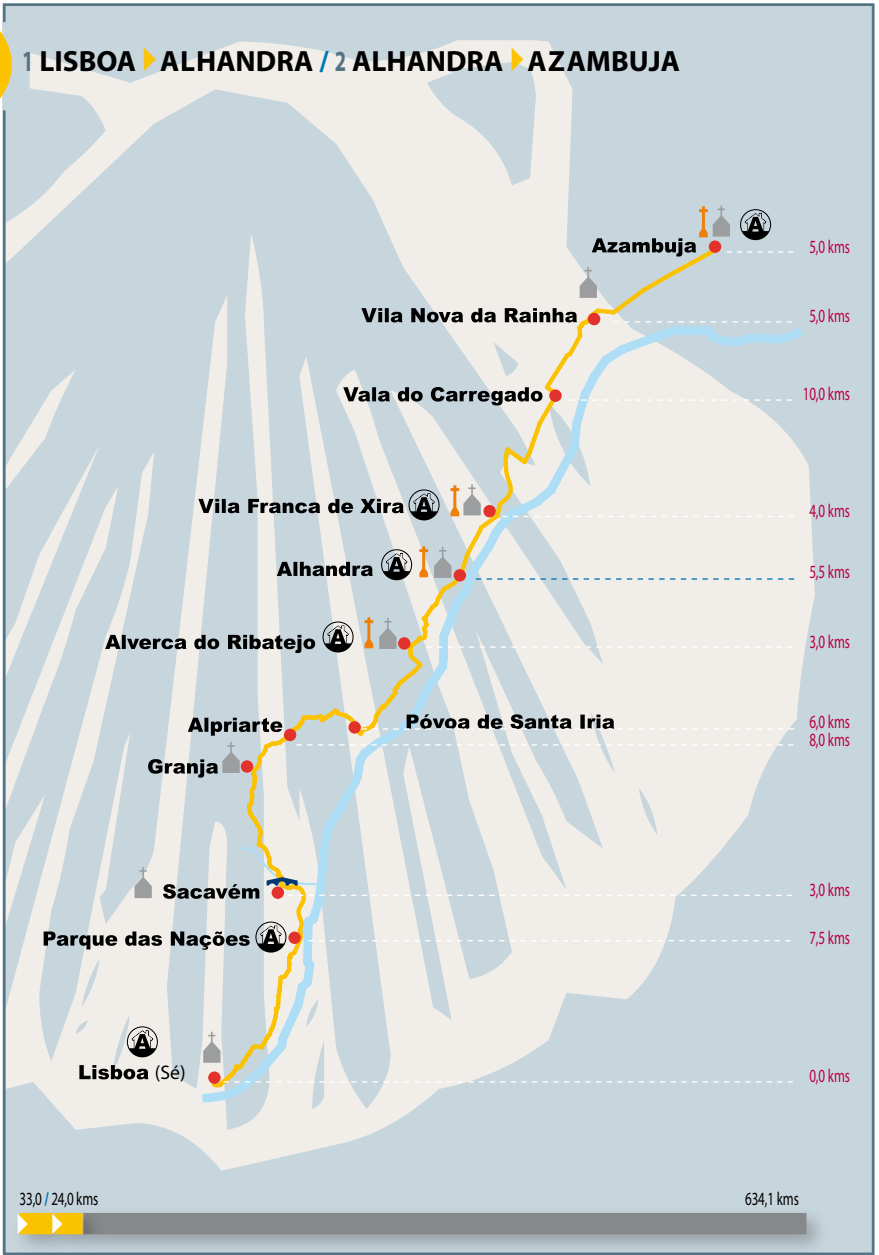 1 LISBOA ALHANDRA / 2 ALHANDRA AZAMBUJA
Azambuja
5,0 kms
Vila Nova da Rainha
5,0 kms
Vala do Carregado
10,0 kms
A
Vila Franca de Xira A
4,0 kms
Alhandra A
5,5 kms
Alverca do Ribatejo A
3,0 kms
Alpriarte
Póvoa de Santa Iria
6,0 kms
8,0 kms
Granja
Sacavém
3,0 kms
Parque das Nações A
7,5 kms
A
Lisboa (Sé)
0,0 kms
33,0 / 24,0 kms
634,1 kms